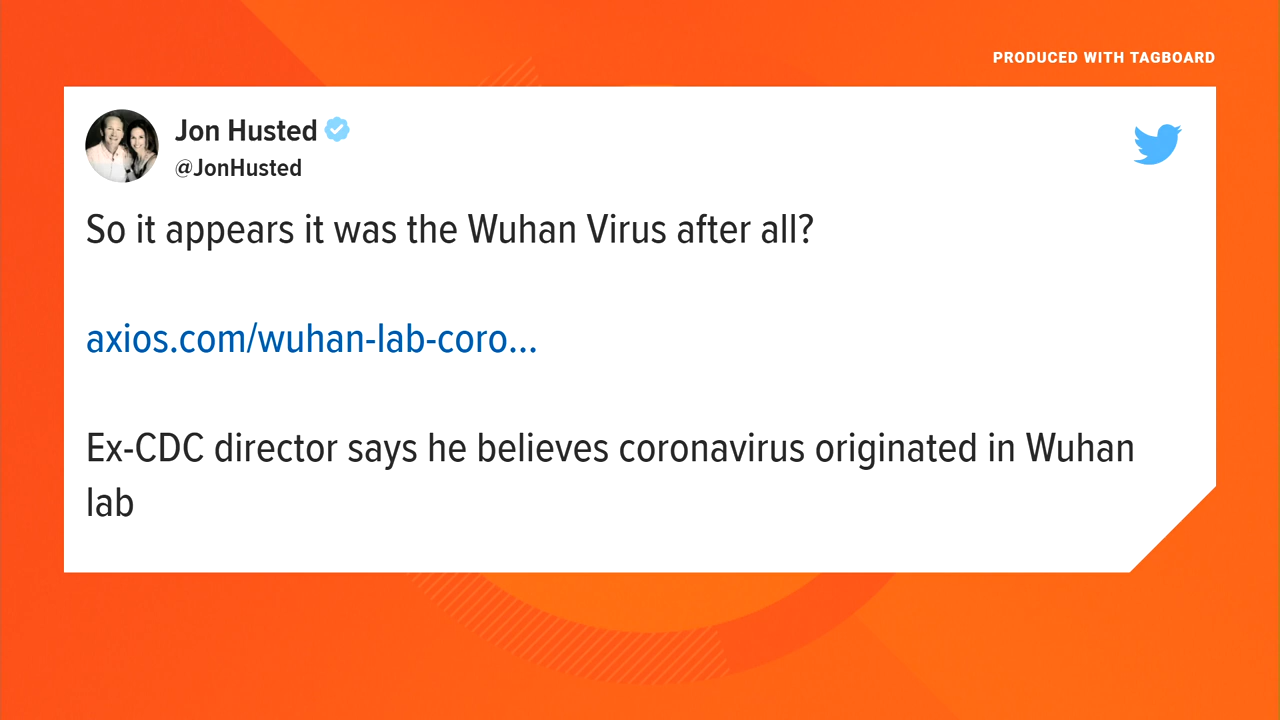 PRODUCED WITH TAGBOARD
Jon Husted
@JonHusted
So it appears it was the Wuhan Virus after all?
axios.com/wuhan-lab-coro...
Ex-CDC director says he believes coronavirus originated in Wuhan
lab